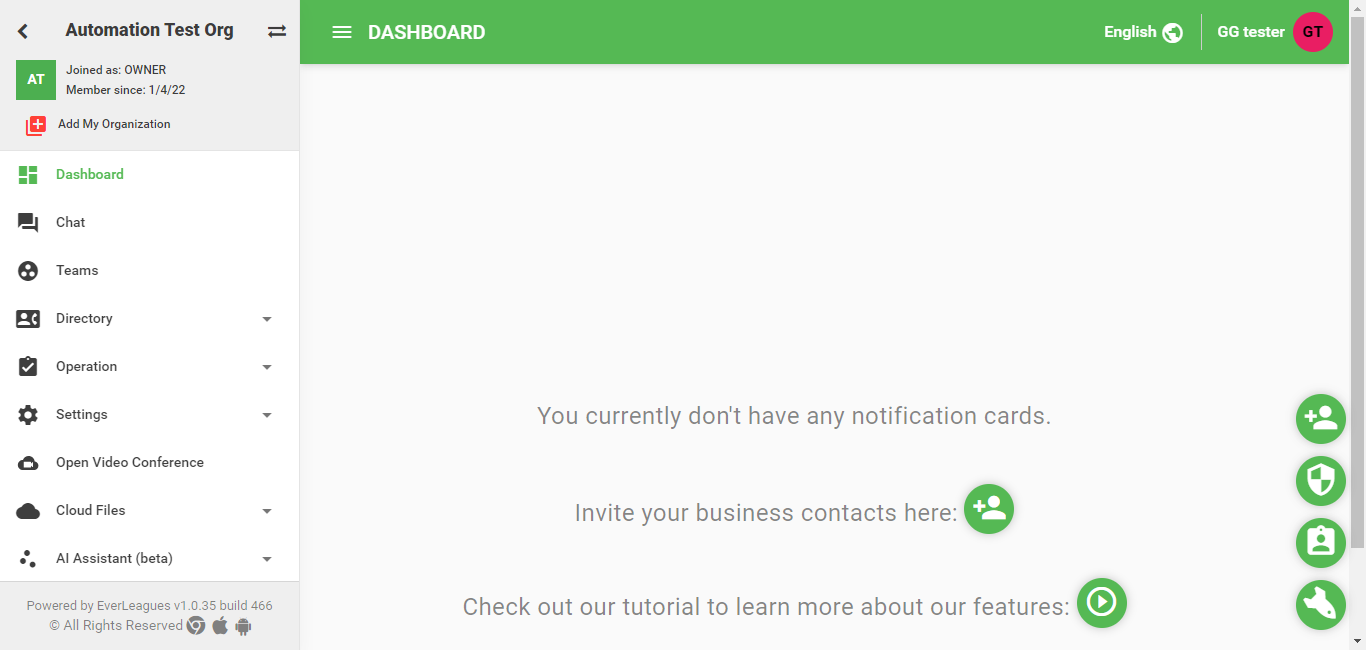 Automation Test Org
AT
Joined as: OWNER
Member since: 1/4/22
Add My Organization
Dashboard
Chat
Teams
Directory
Operation
Settings
Open Video Conference
Cloud Files
AI Assistant (beta)
Powered by EverLeagues v1.0.35 build 466
© All Rights Reserved
DASHBOARD
English
GG tester
GT
You currently don't have any notification cards.
Invite your business contacts here:
Check out our tutorial to learn more about our features: